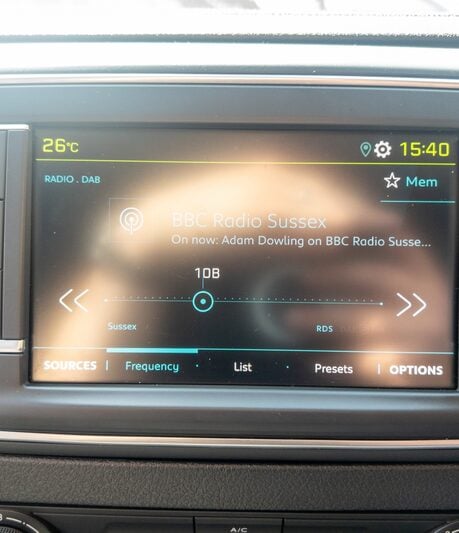 26°C
15:40
RADIO . DAB
Mem
BBC Radio Sussex
On now: Adam Dowling on BBC Radio Susse...
10B
Sussex
RDS
SOURCES
Frequency
List
Presets
OPTIONS
A/C